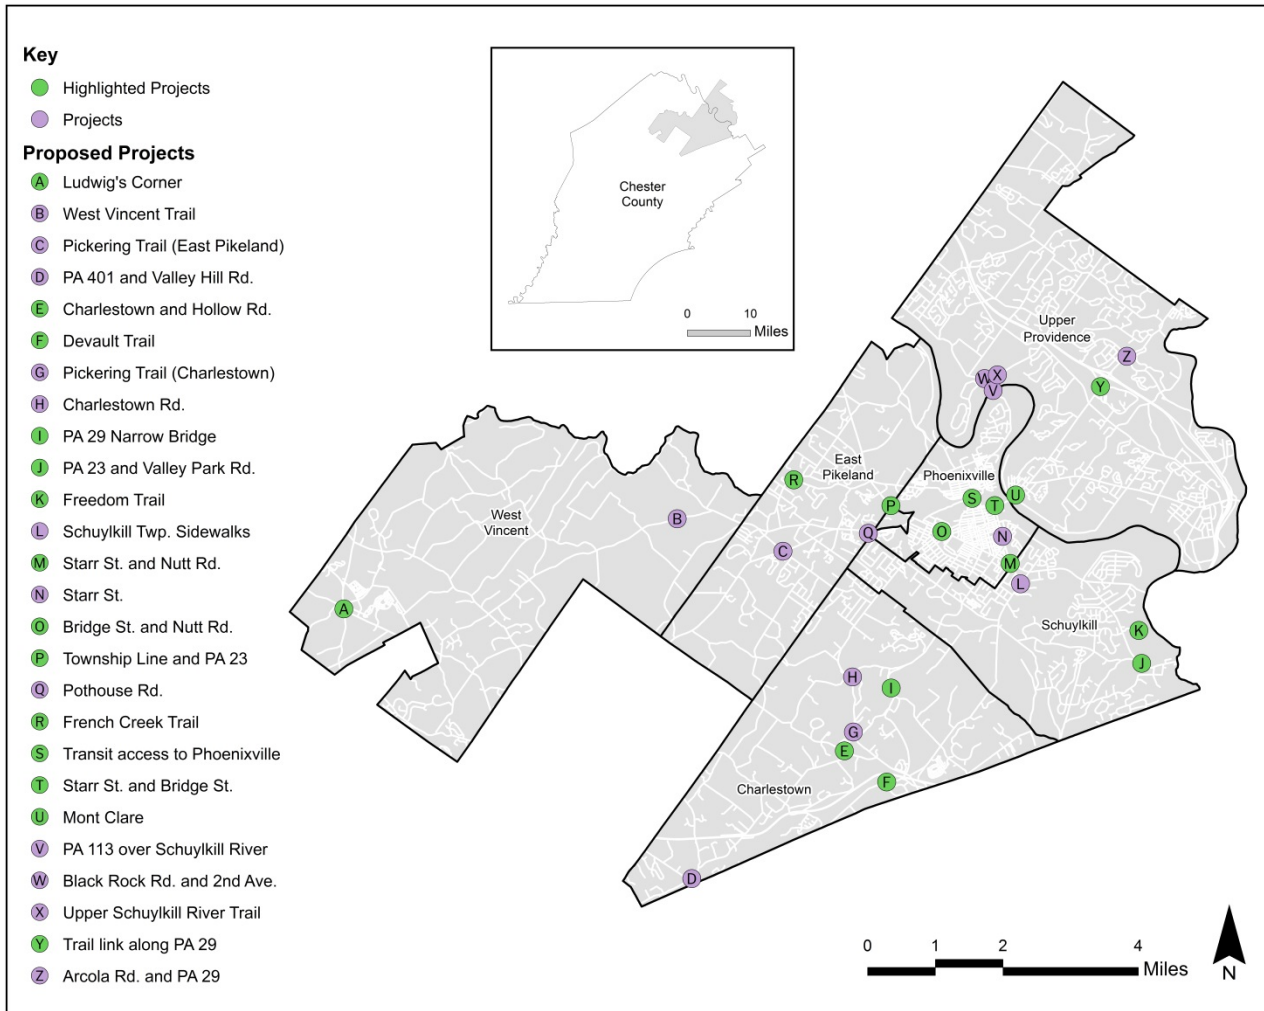 Key
Highlighted Projects
Projects
Proposed Projects
A Ludwig's Corner
B West Vincent Trail
C Pickering Trail (East Pikeland)
D PA 401 and Valley Hill Rd.
E Charlestown and Hollow Rd.
F Devault Trail
G Pickering Trail (Charlestown)
H Charlestown Rd.
I PA 29 Narrow Bridge
J PA 23 and Valley Park Rd.
K Freedom Trail
L Schuylkill Twp. Sidewalks
M Starr St. and Nutt Rd.
N Starr St.
O Bridge St. and Nutt Rd.
P Township Line and PA 23
Q Pothouse Rd.
R French Creek Trail
S Transit access to Phoenixville
T Starr St. and Bridge St.
U Mont Clare
V PA 113 over Schuylkill River
W Black Rock Rd. and 2nd Ave.
X Upper Schuylkill River Trail
Y Trail link along PA 29
Z Arcola Rd. and PA 29
Chester
County
0 10
Miles
Upper
Providence
Z
X
W
Y
V
East
Pikeland
Phoenixville
R
S
U
T
P
West
Vincent
B
O
Q
N
C
M
L
A
Schuylkill
K
J
H
I
G
E
F
Charlestown
D
0 1 2 4
Miles
N